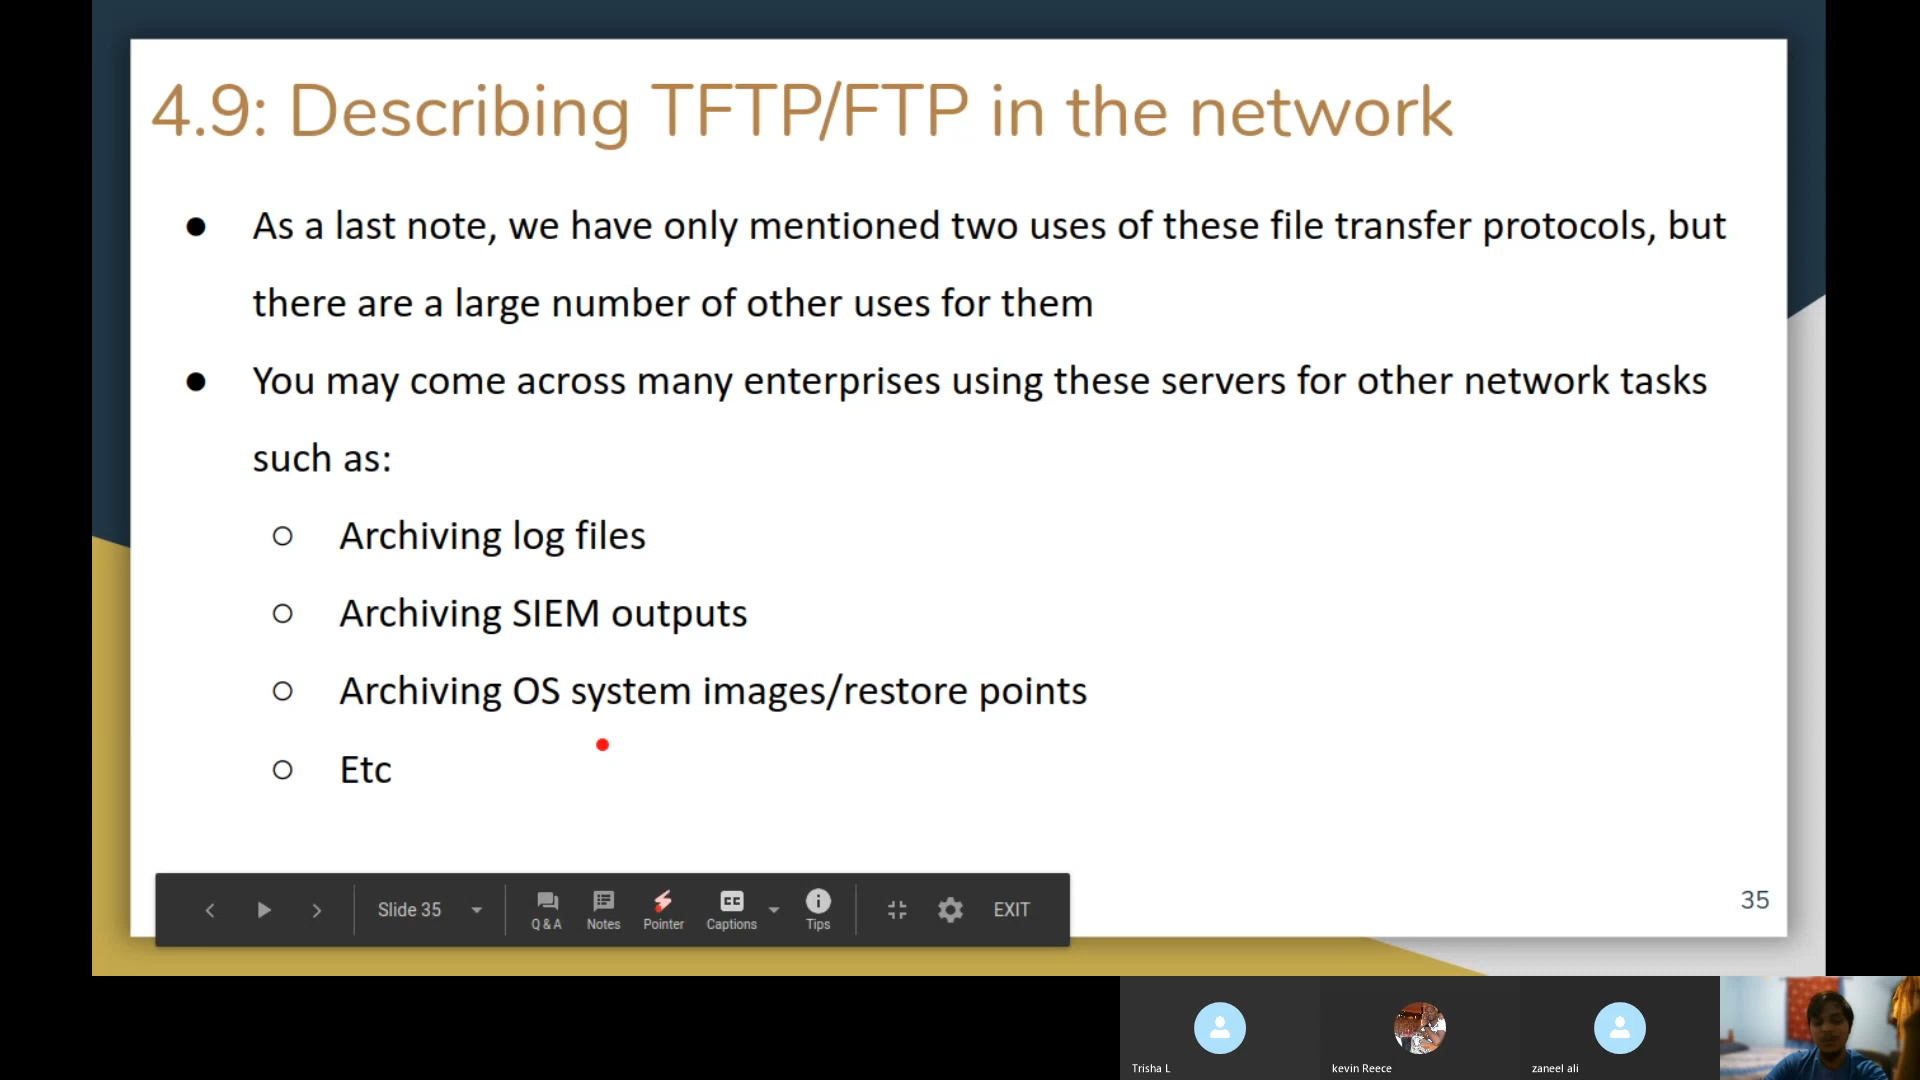 4.9: Describing TFTP/FTP in the network
● As a last note, we have only mentioned two uses of these file transfer protocols, but
there are a large number of other uses for them
● You may come across many enterprises using these servers for other network tasks
such as:
○ Archiving log files
○ Archiving SIEM outputs
○ Archiving OS system images/restore points
○ Etc
35
Slide 35
Q & A
Notes
Pointer
CC
Captions
Tips
EXIT
Trisha L
kevin Reece
zaneel ali